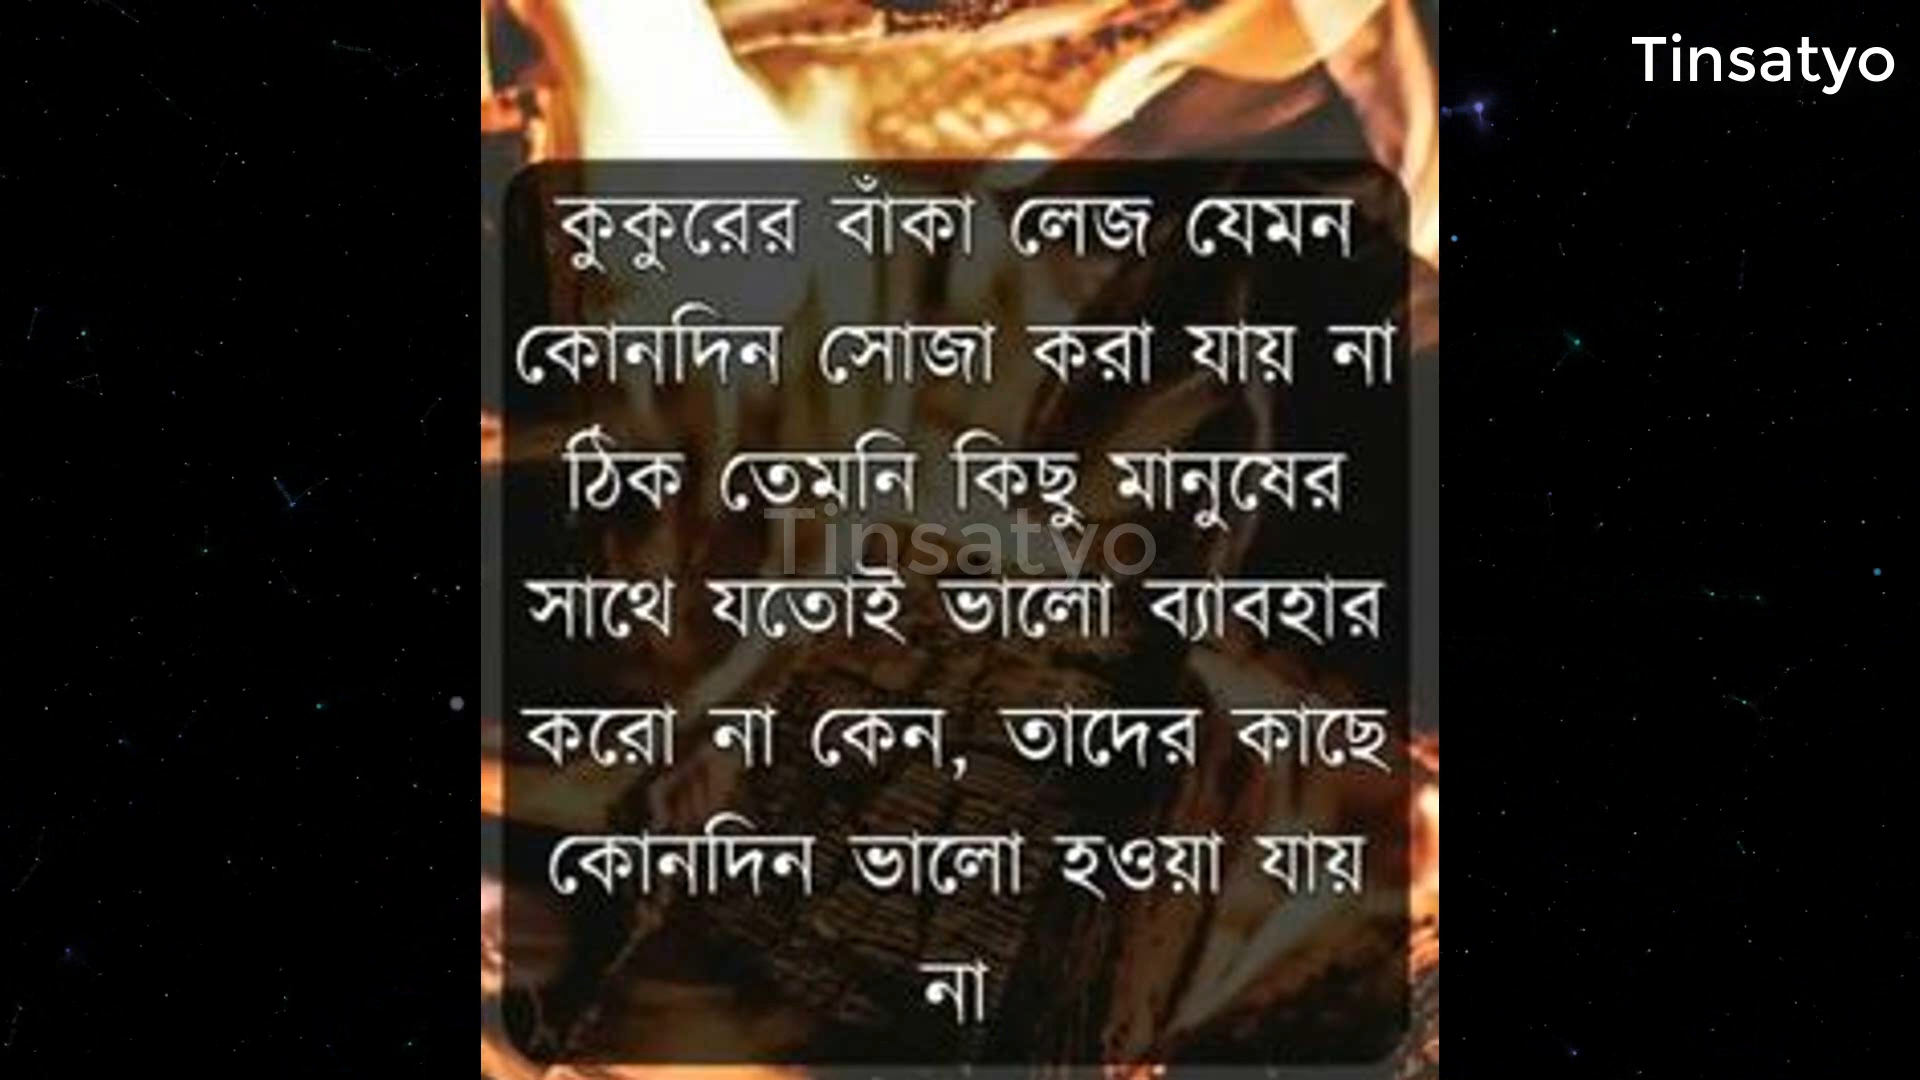 Tinsatyo
কুকুরের বাঁকা লেজ যেমন
কোনদিন সোজা করা যায় না
ঠিক তেমনি কিছু মানুষের
Tinsatyo
সাথে যতোই ভালো ব্যাবহার
করো না কেন, তাদের কাছে
কোনদিন ভালো হওয়া যায়
না